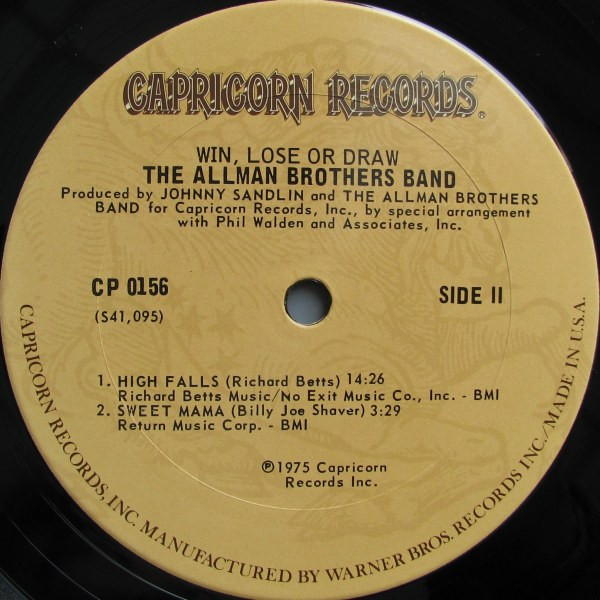 CAPRICORN RECORDS®
WIN, LOSE OR DRAW
THE ALLMAN BROTHERS BAND
Produced by JOHNNY SANDLIN and THE ALLMAN BROTHERS
BAND for Capricorn Records, Inc., by special arrangement
with Phil Walden and Associates, Inc.
CP 0156
SIDE II
(S41,095)
1. HIGH FALLS (Richard Betts) 14:26
Richard Betts Music/No Exit Music Co., Inc. - BMI
2. SWEET MAMA (Billy Joe Shaver) 3:29
Return Music Corp. - BMI
℗1975 Capricorn
Records Inc.
CAPRICORN RECORDS, INC. MANUFACTURED BY WARNER BROS. RECORDS INC./MADE IN U.S.A.